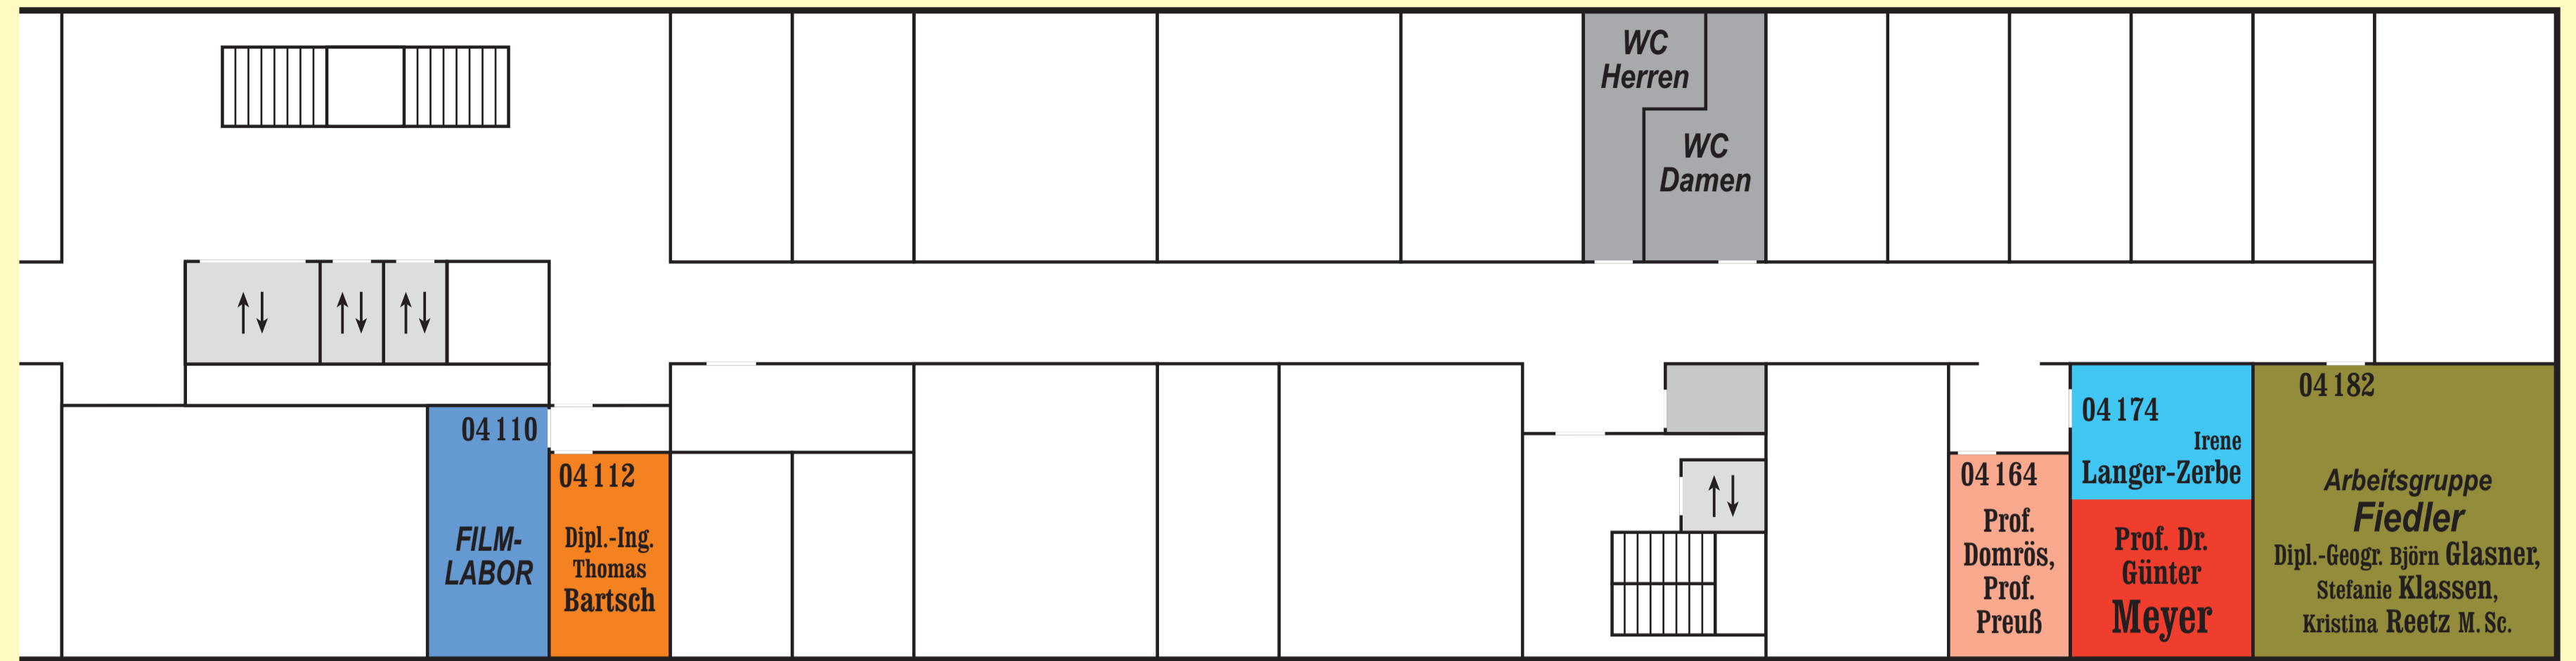 WC
Herren
WC
Damen
04 110
FILM-
LABOR
04 112
Dipl.-Ing.
Thomas
Bartsch
04 164
Prof.
Domrös,
Prof.
Preuß
04 174
Irene
Langer-Zerbe
Prof. Dr.
Günter
Meyer
04 182
Arbeitsgruppe
Fiedler
Dipl.-Geogr. Björn Glasner,
Stefanie Klassen,
Kristina Reetz M. Sc.